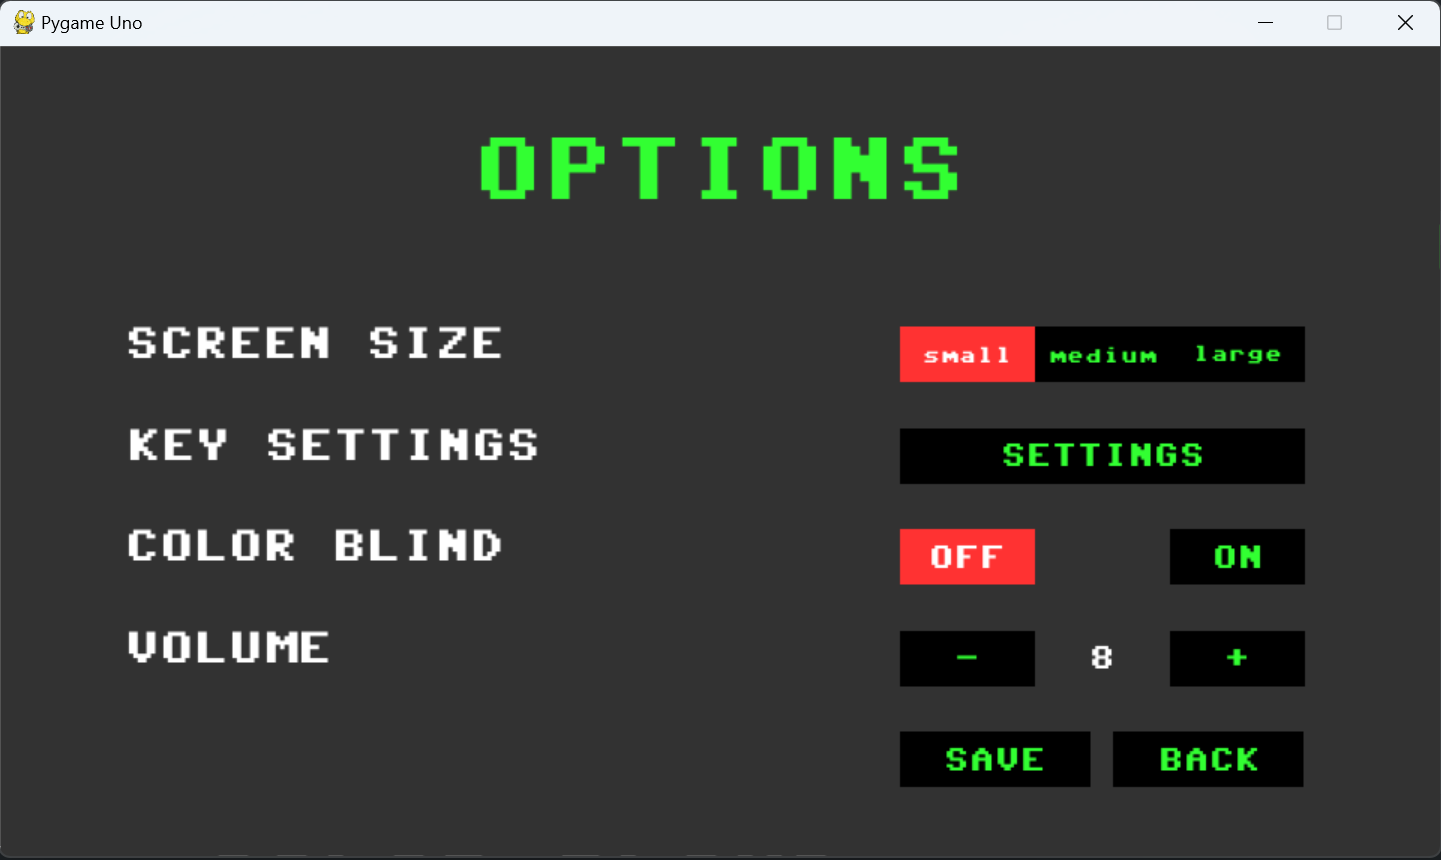 Pygame Uno
OPTIONS
SCREEN SIZE small medium large
KEY SETTINGS SETTINGS
COLOR BLIND OFF ON
VOLUME - 8 +
SAVE BACK